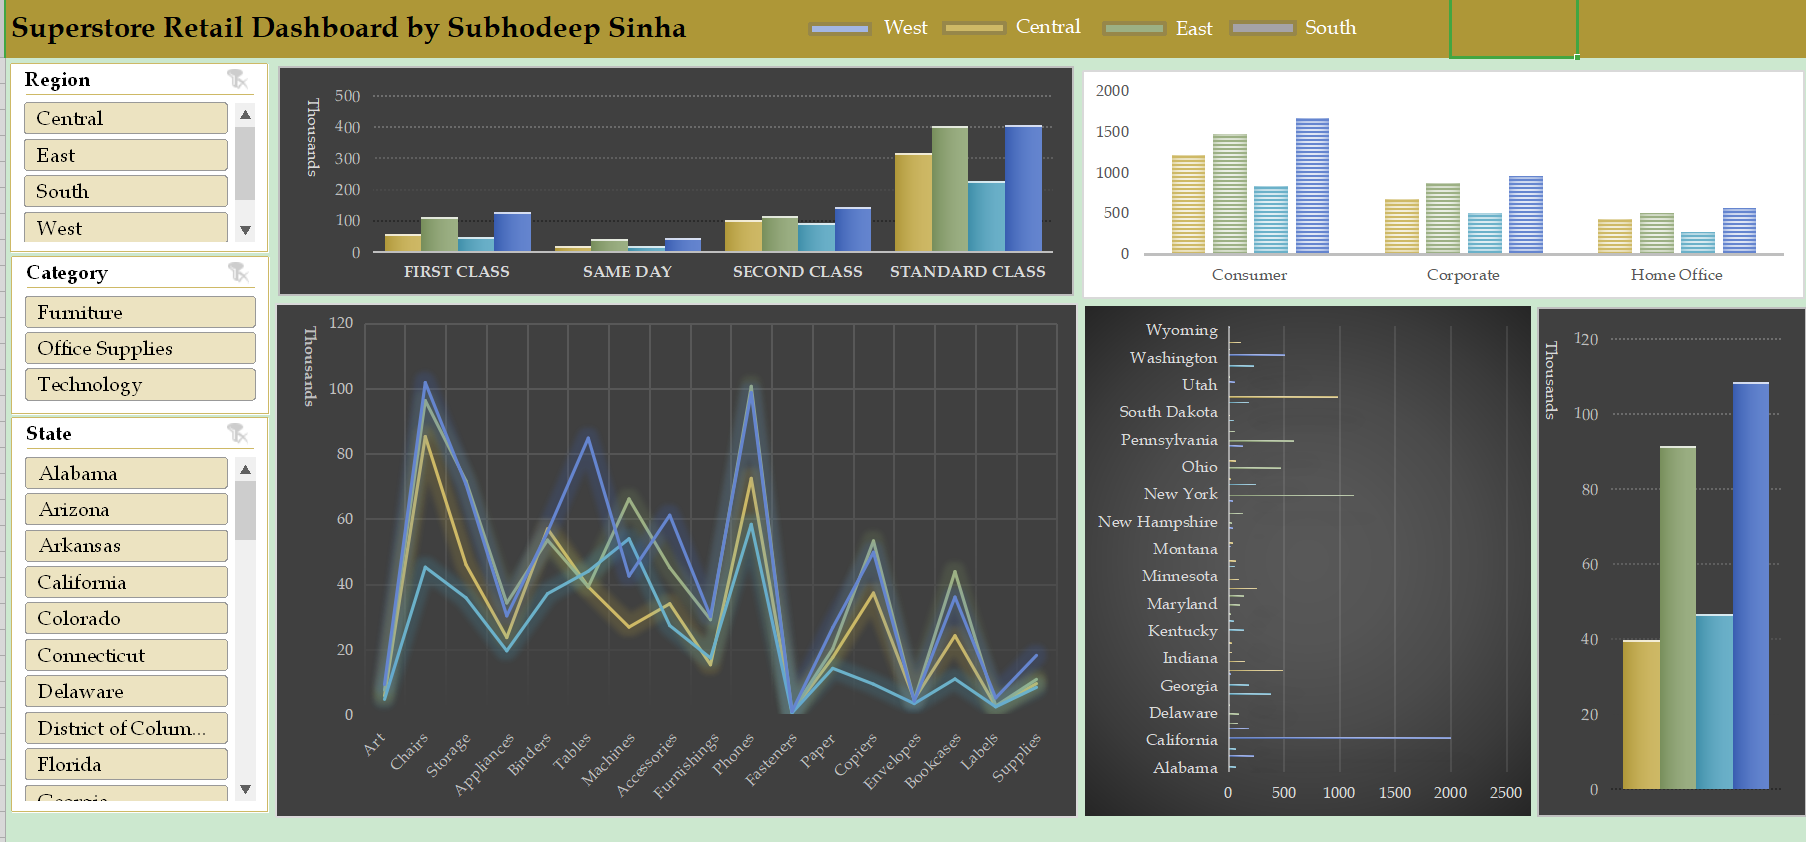 Superstore Retail Dashboard by Subhodeep Sinha
West Central East South
Region
Central
East
South
West
Category
Furniture
Office Supplies
Technology
State
Alabama
Arizona
Arkansas
California
Colorado
Connecticut
Delaware
District of Colum...
Florida
Georgia
Thousands
500
400
300
200
100
0
FIRST CLASS SAME DAY SECOND CLASS STANDARD CLASS
2000
1500
1000
500
0
Consumer Corporate Home Office
Thousands
120
100
80
60
40
20
0
Art Chairs Storage Appliances Binders Tables Machines Accessories Furnishings Phones Fasteners Paper Copiers Envelopes Bookcases Labels Supplies
Wyoming
Washington
Utah
South Dakota
Pennsylvania
Ohio
New York
New Hampshire
Montana
Minnesota
Maryland
Kentucky
Indiana
Georgia
Delaware
California
Alabama
0 500 1000 1500 2000 2500
Thousands
120
100
80
60
40
20
0